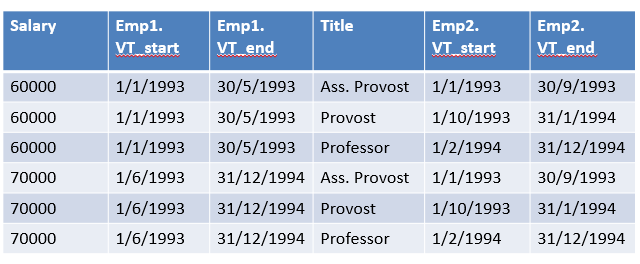 Salary Emp1. VT_start Emp1. VT_end Title Emp2. VT_start Emp2. VT_end
60000 1/1/1993 30/5/1993 Ass. Provost 1/1/1993 30/9/1993
60000 1/1/1993 30/5/1993 Provost 1/10/1993 31/1/1994
60000 1/1/1993 30/5/1993 Professor 1/2/1994 31/12/1994
70000 1/6/1993 31/12/1994 Ass. Provost 1/1/1993 30/9/1993
70000 1/6/1993 31/12/1994 Provost 1/10/1993 31/1/1994
70000 1/6/1993 31/12/1994 Professor 1/2/1994 31/12/1994